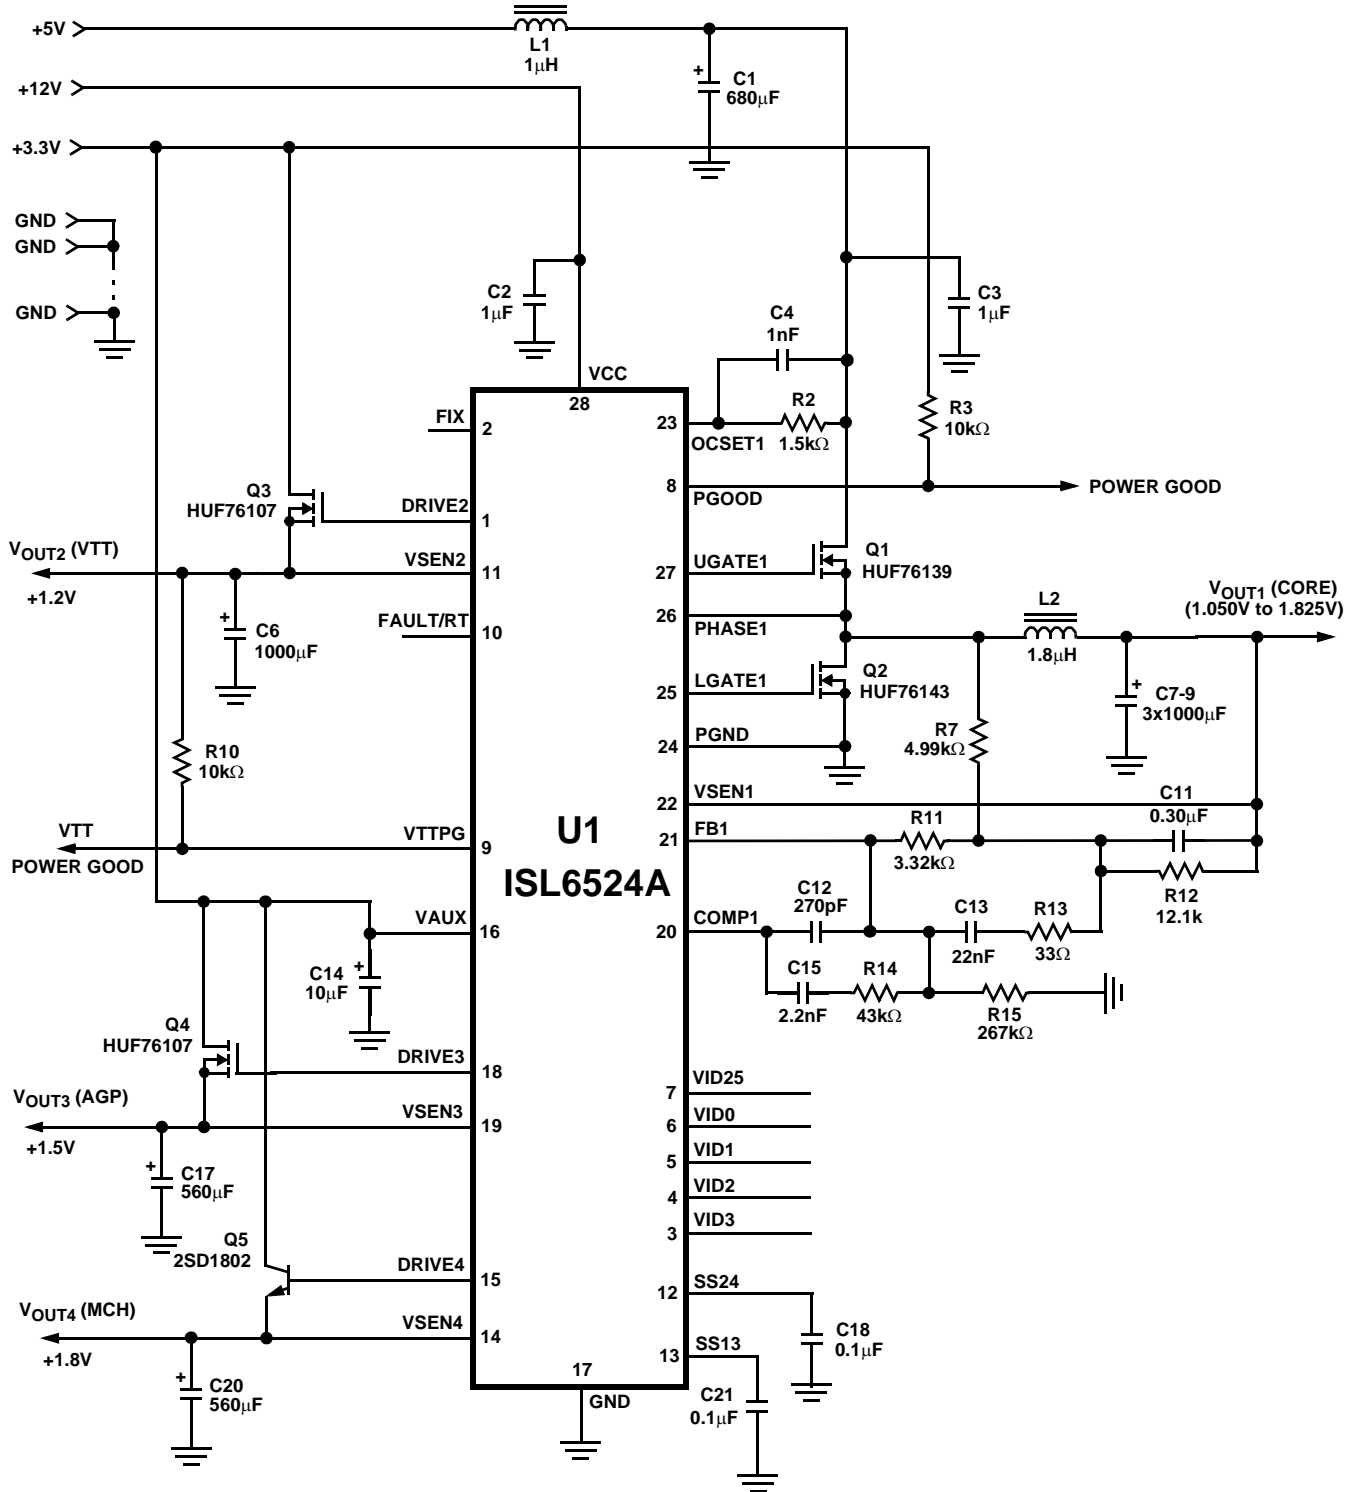 +5V
L1
1μH
+12V
C1
680μF
+3.3V
GND
GND
GND
C2
1μF
C3
1μF
C4
1nF
VCC
28
FIX
2
R2
1.5kΩ
23
OCSET1
R3
10kΩ
Q3
HUF76107
DRIVE2
1
8
PGOOD
POWER GOOD
VOUT2 (VTT)
+1.2V
VSEN2
11
UGATE1
27
Q1
HUF76139
C6
1000μF
FAULT/RT
10
26
PHASE1
L2
1.8μH
VOUT1 (CORE)
(1.050V to 1.825V)
LGATE1
25
Q2
HUF76143
C7-9
3x1000μF
R10
10kΩ
PGND
24
R7
4.99kΩ
VSEN1
22
C11
0.30μF
VTT
POWER GOOD
VTTPG
9
U1
ISL6524A
FB1
21
R11
3.32kΩ
R12
12.1k
VAUX
16
COMP1
20
C12
270pF
C13
22nF
R13
33Ω
C14
10μF
C15
2.2nF
R14
43kΩ
R15
267kΩ
Q4
HUF76107
DRIVE3
18
VOUT3 (AGP)
+1.5V
VSEN3
19
VID25
7
VID0
6
VID1
5
VID2
4
VID3
3
C17
560μF
Q5
2SD1802
DRIVE4
15
SS24
12
C18
0.1μF
VOUT4 (MCH)
+1.8V
VSEN4
14
SS13
13
C20
560μF
17
GND
C21
0.1μF